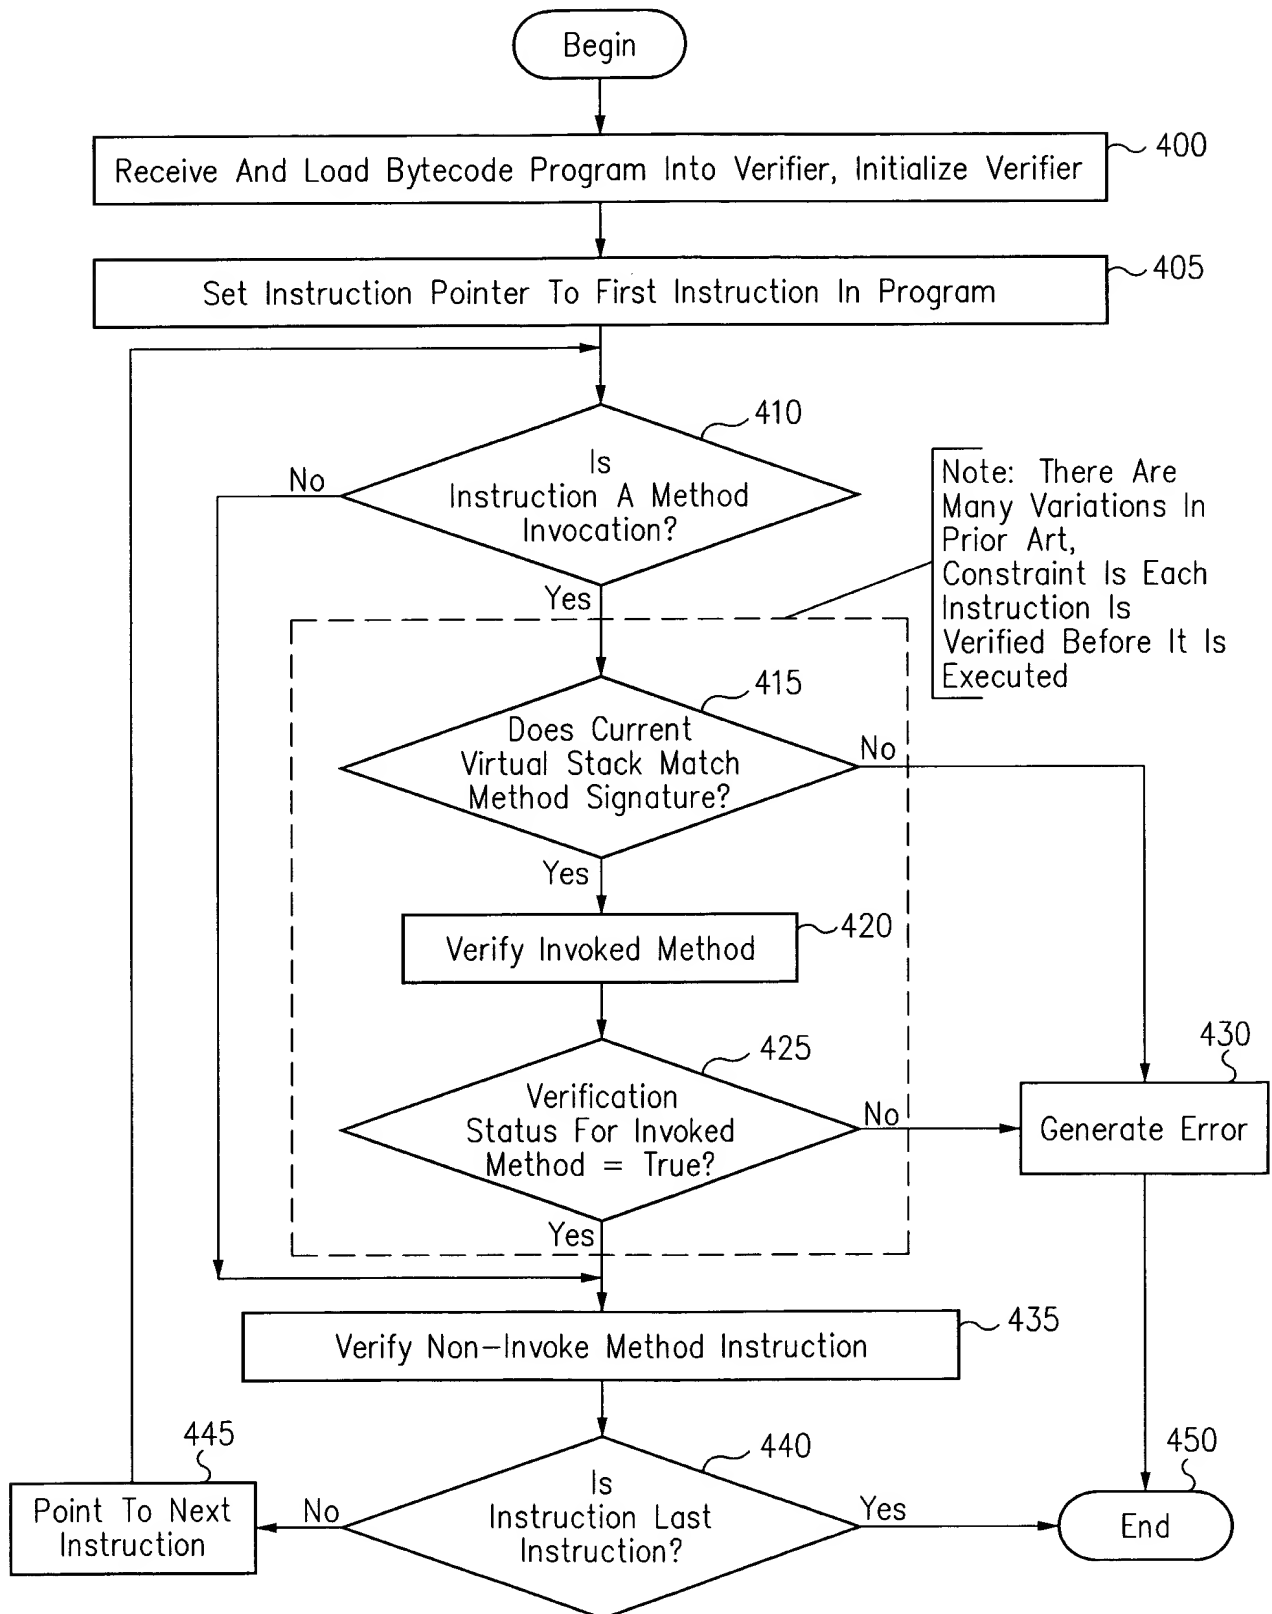 Begin
Receive And Load Bytecode Program Into Verifier, Initialize Verifier
400
Set Instruction Pointer To First Instruction In Program
405
410
Is
Instruction A Method
Invocation?
No
Yes
Note: There Are
Many Variations In
Prior Art,
Constraint Is Each
Instruction Is
Verified Before It Is
Executed
415
Does Current
Virtual Stack Match
Method Signature?
No
Yes
Verify Invoked Method
420
425
Verification
Status For Invoked
Method = True?
No
Yes
430
Generate Error
Verify Non-Invoke Method Instruction
435
440
Is
Instruction Last
Instruction?
No
Yes
445
Point To Next
Instruction
450
End